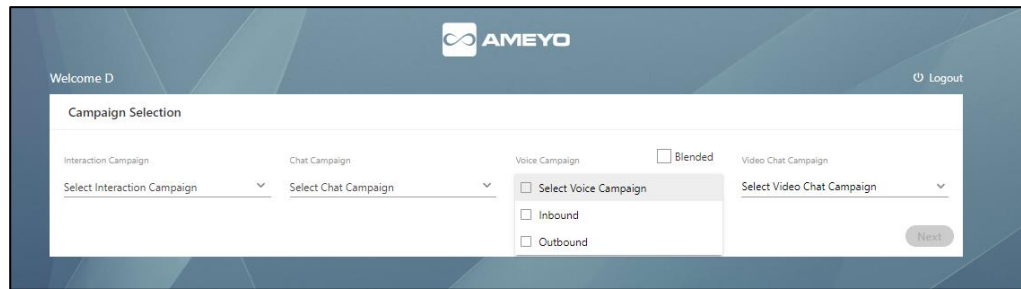 AMEYO
Welcome D
Logout
Campaign Selection
Interaction Campaign
Select Interaction Campaign
Chat Campaign
Select Chat Campaign
Voice Campaign
Blended
Select Voice Campaign
Inbound
Outbound
Video Chat Campaign
Select Video Chat Campaign
Next